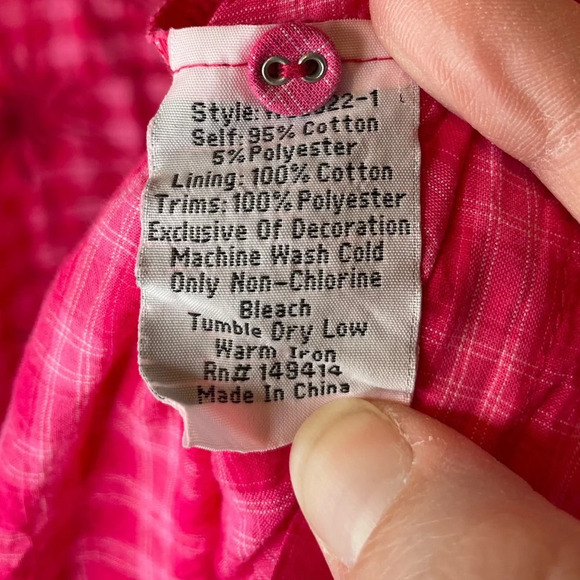 Style:
Self: 95% Cotton
5% Polyester
Lining: 100% Cotton
Trims: 100% Polyester
Exclusive Of Decoration
Machine Wash Cold
Only Non-Chlorine
Bleach
Tumble Dry Low
Warm Iron
Rn# 149414
Made In China